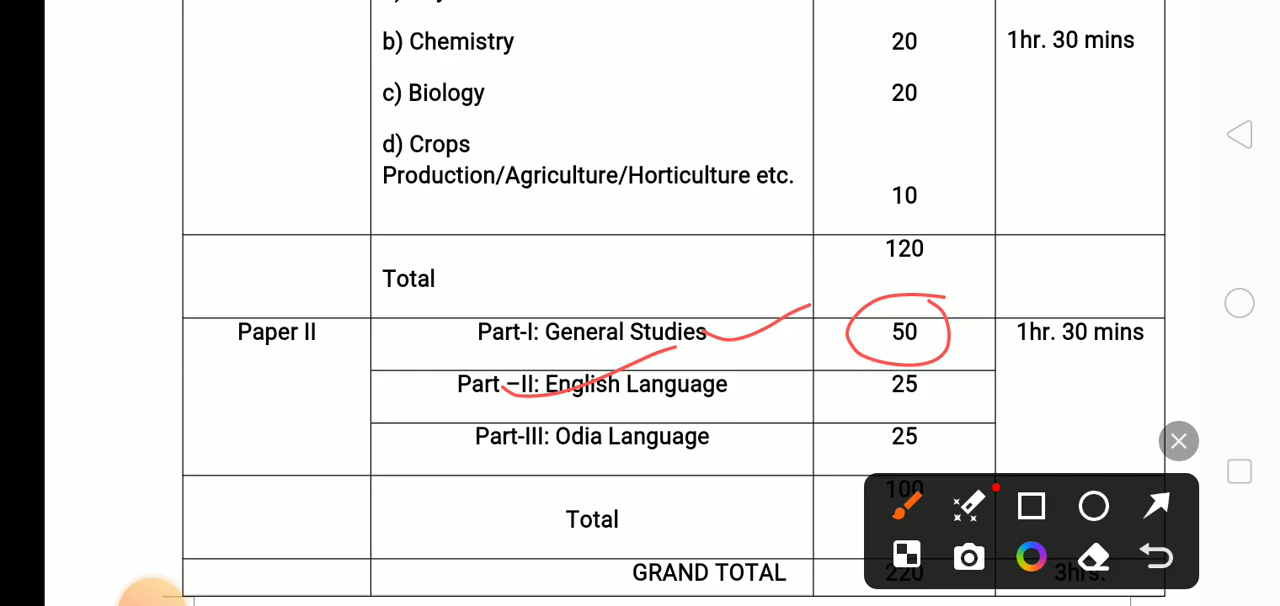 b) Chemistry 20 1hr. 30 mins
c) Biology 20
d) Crops
Production/Agriculture/Horticulture etc.
10
120
Total
Paper II Part-I: General Studies 50 1hr. 30 mins
Part –II: English Language 25
Part-III: Odia Language 25
100
Total
GRAND TOTAL 220 3hrs.